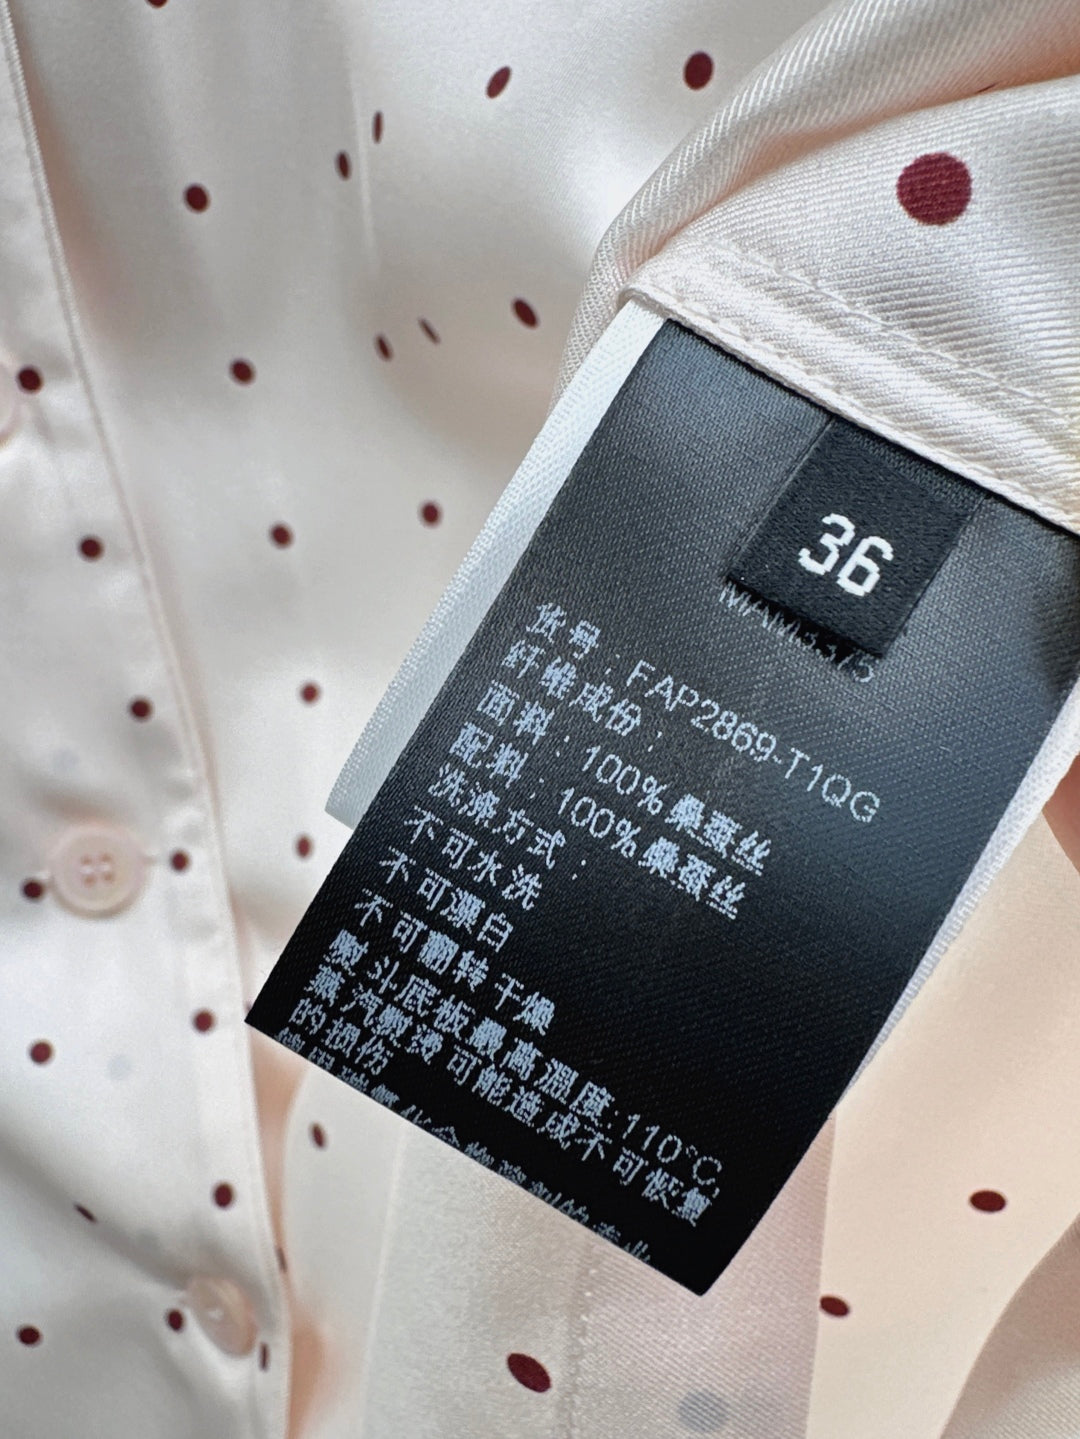 36
MAM3375
货号：FAP2869-T1QG
纤维成份：
面料：100%桑蚕丝
配料：100%桑蚕丝
洗涤方式：
不可水洗
不可漂白
不可翻转干燥
熨斗底板最高温度:110℃,
蒸汽熨烫可能造成不可恢复
的损伤